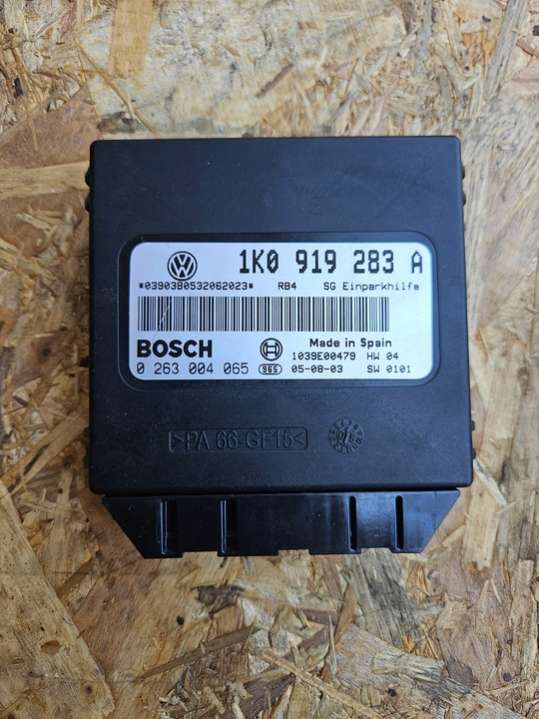 1K0 919 283 A
*03903B0532062023* RB4 SG Einparkhilfe
Made in Spain
BOSCH 1039E00479 HW 04
0 263 004 065 965 05-08-03 SW 0101
>PA 66-GF15<